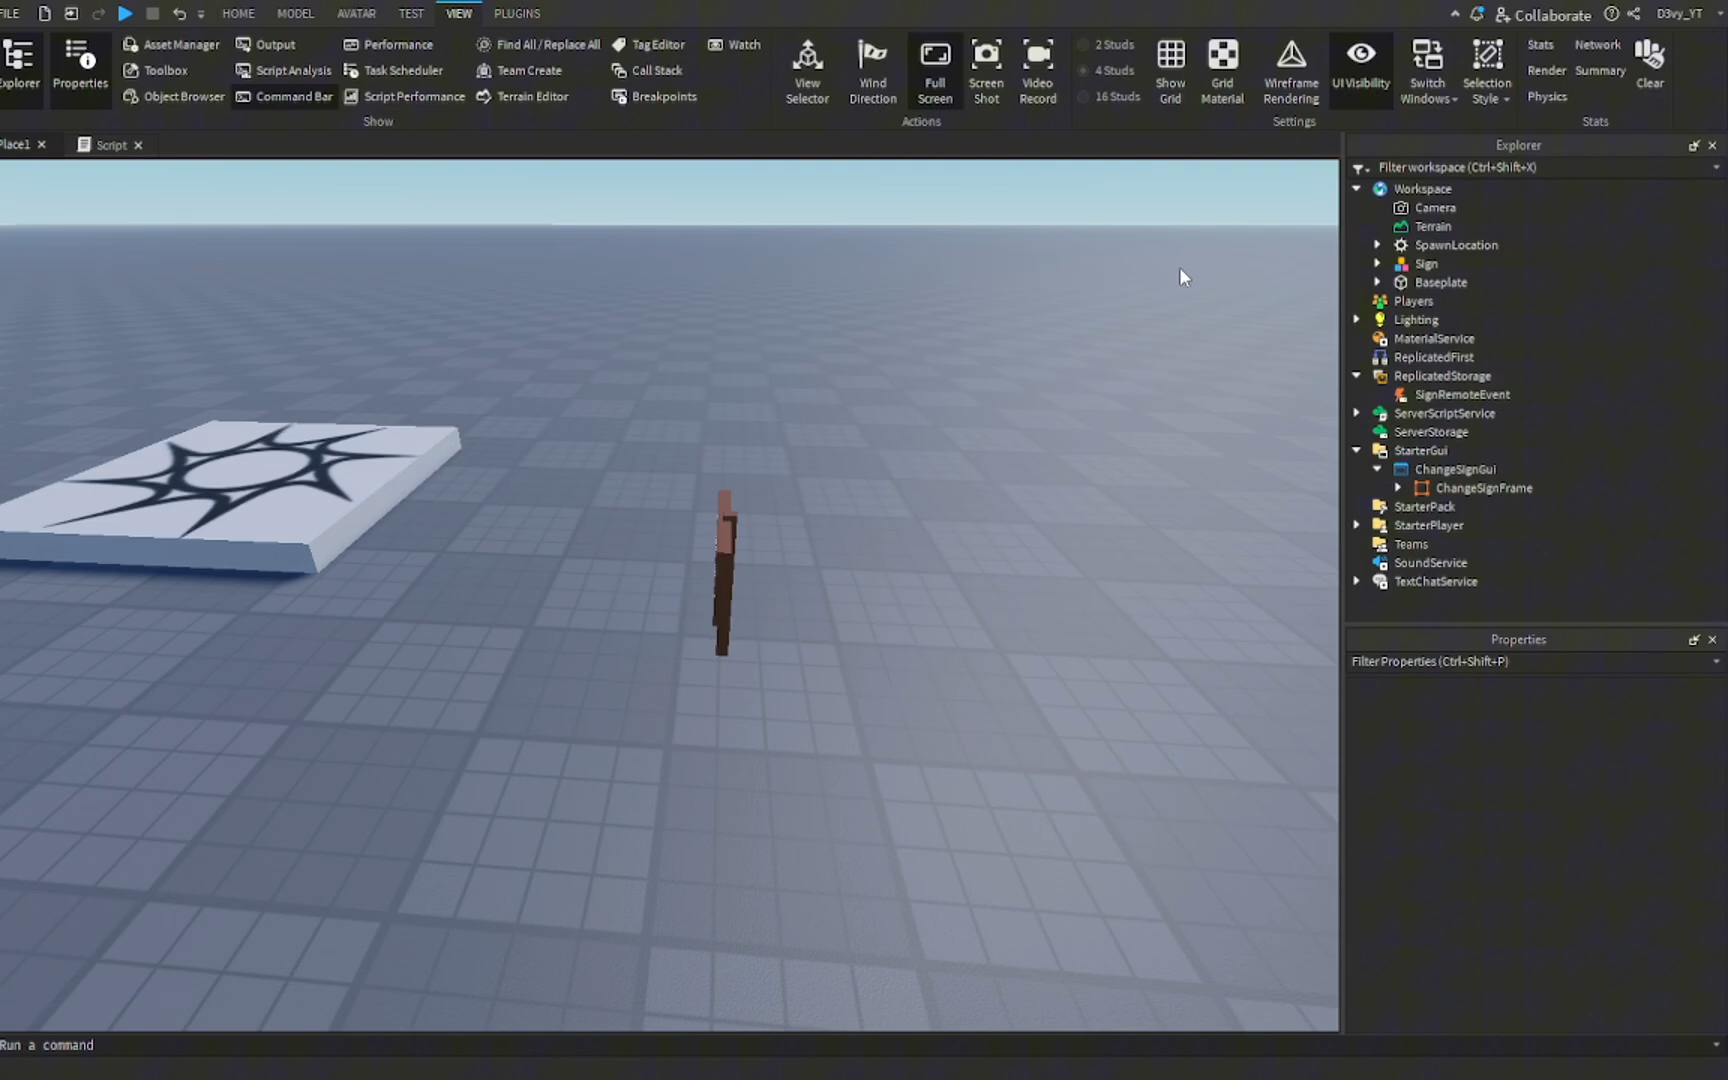 FILE HOME MODEL AVATAR TEST VIEW PLUGINS Collaborate D3vy_YT
Explorer
Properties
Asset Manager
Toolbox
Object Browser
Output
Script Analysis
Command Bar
Performance
Task Scheduler
Script Performance
Find All / Replace All
Team Create
Terrain Editor
Tag Editor
Call Stack
Breakpoints
Watch
Show
View
Selector
Wind
Direction
Full
Screen
Screen
Shot
Video
Record
Actions
2 Studs
4 Studs
16 Studs
Show
Grid
Grid
Material
Wireframe
Rendering
UI Visibility
Switch
Windows
Selection
Style
Settings
Stats
Render
Physics
Network
Summary
Clear
Stats
Place1 Script
Explorer
Filter workspace (Ctrl+Shift+X)
Workspace
Camera
Terrain
SpawnLocation
Sign
Baseplate
Players
Lighting
MaterialService
ReplicatedFirst
ReplicatedStorage
SignRemoteEvent
ServerScriptService
ServerStorage
StarterGui
ChangeSignGui
ChangeSignFrame
StarterPack
StarterPlayer
Teams
SoundService
TextChatService
Properties
Filter Properties (Ctrl+Shift+P)
Run a command